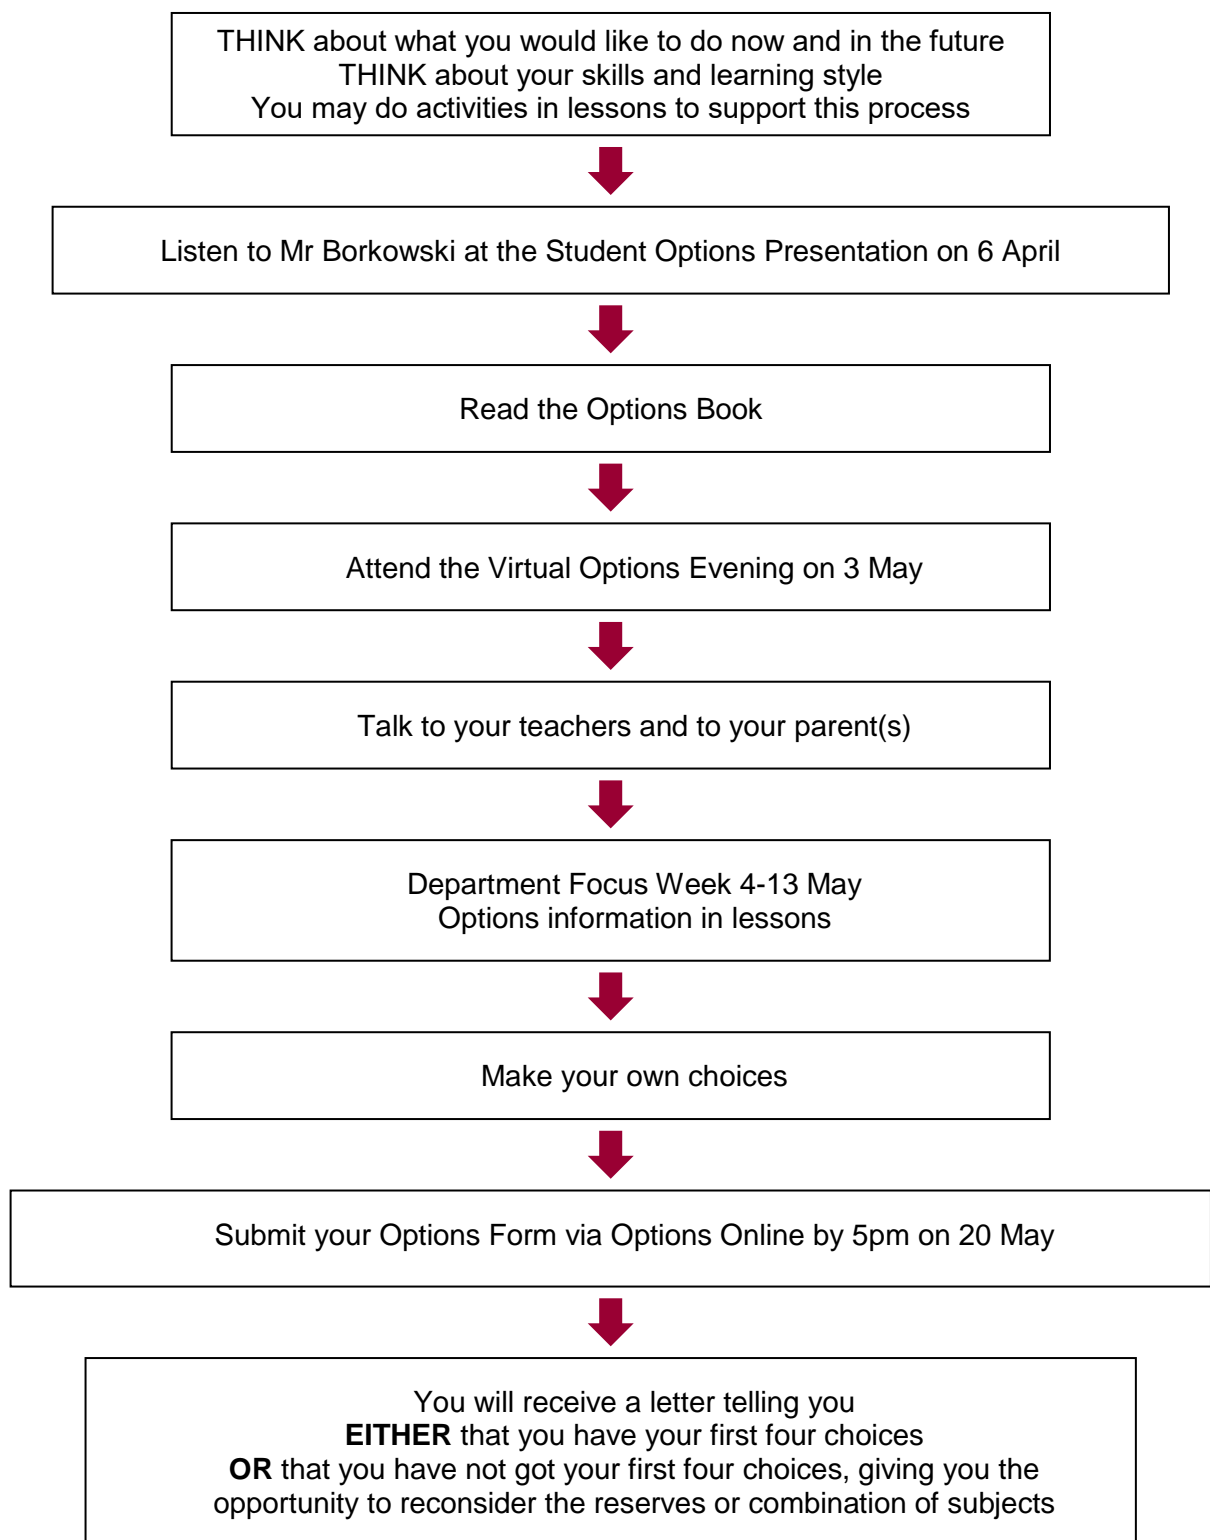 THINK about what you would like to do now and in the future
THINK about your skills and learning style
You may do activities in lessons to support this process
Listen to Mr Borkowski at the Student Options Presentation on 6 April
Read the Options Book
Attend the Virtual Options Evening on 3 May
Talk to your teachers and to your parent(s)
Department Focus Week 4-13 May
Options information in lessons
Make your own choices
Submit your Options Form via Options Online by 5pm on 20 May
You will receive a letter telling you
EITHER that you have your first four choices
OR that you have not got your first four choices, giving you the
opportunity to reconsider the reserves or combination of subjects